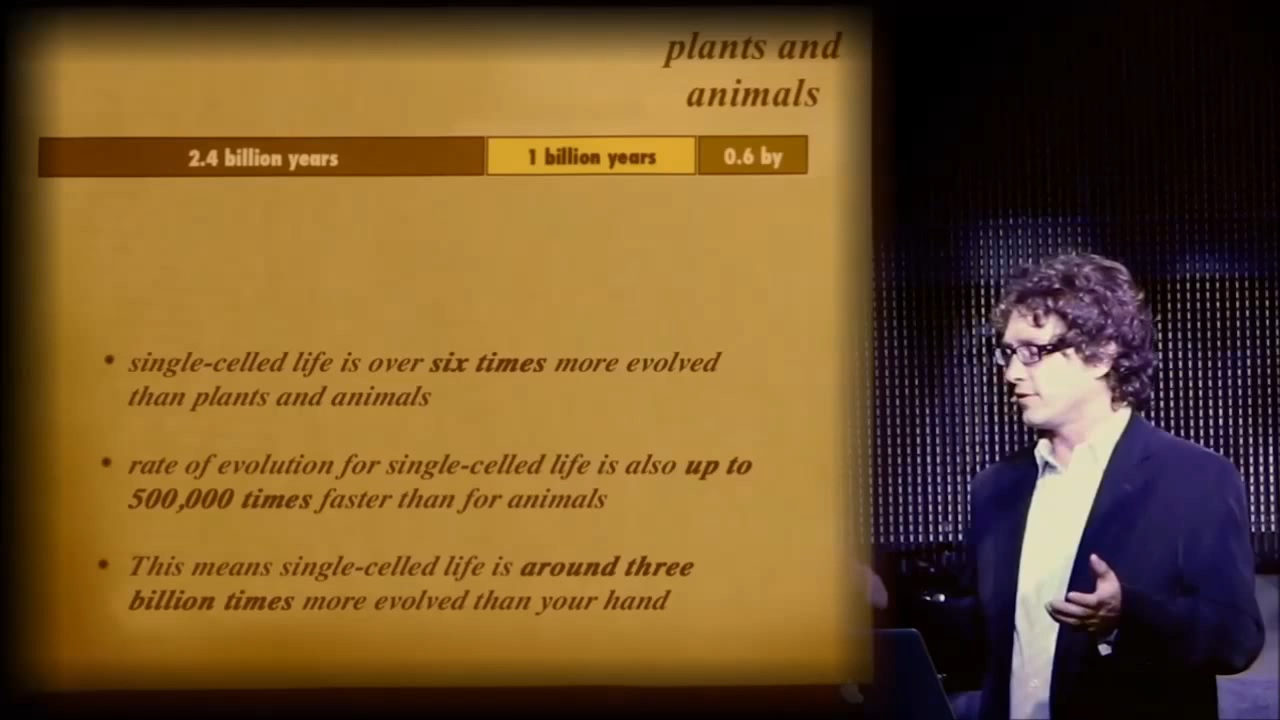 plants and
animals
2.4 billion years
1 billion years
0.6 by
• single-celled life is over six times more evolved
than plants and animals
• rate of evolution for single-celled life is also up to
500,000 times faster than for animals
• This means single-celled life is around three
billion times more evolved than your hand